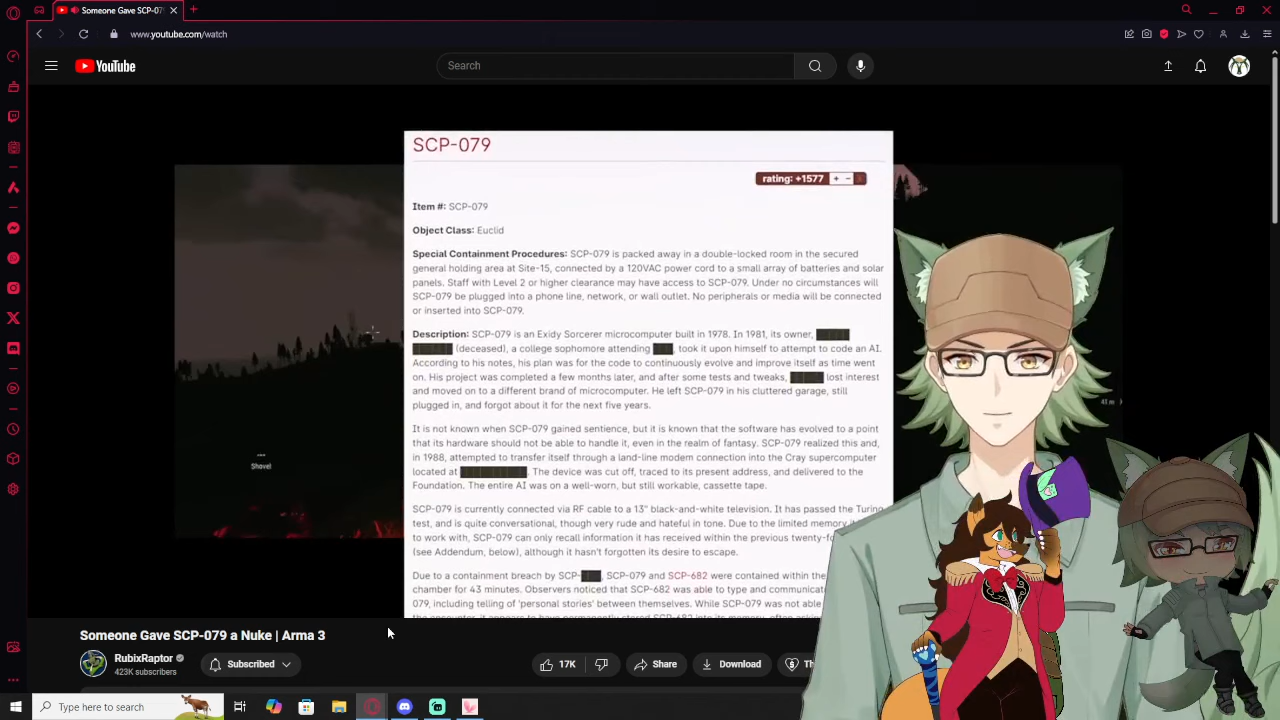 Someone Gave SCP-07
www.youtube.com/watch
YouTube
Search
SCP-079
rating: +1577 + −
Item #: SCP-079
Object Class: Euclid
Special Containment Procedures: SCP-079 is packed away in a double-locked room in the secured
general holding area at Site-15, connected by a 120VAC power cord to a small array of batteries and solar
panels. Staff with Level 2 or higher clearance may have access to SCP-079. Under no circumstances will
SCP-079 be plugged into a phone line, network, or wall outlet. No peripherals or media will be connected
or inserted into SCP-079.
Description: SCP-079 is an Exidy Sorcerer microcomputer built in 1978. In 1981, its owner, █████
██████ (deceased), a college sophomore attending ███, took it upon himself to attempt to code an AI.
According to his notes, his plan was for the code to continuously evolve and improve itself as time went
on. His project was completed a few months later, and after some tests and tweaks, █████ lost interest
and moved on to a different brand of microcomputer. He left SCP-079 in his cluttered garage, still
plugged in, and forgot about it for the next five years.
It is not known when SCP-079 gained sentience, but it is known that the software has evolved to a point
that its hardware should not be able to handle it, even in the realm of fantasy. SCP-079 realized this and,
in 1988, attempted to transfer itself through a land-line modem connection into the Cray supercomputer
located at ██████████. The device was cut off, traced to its present address, and delivered to the
Foundation. The entire AI was on a well-worn, but still workable, cassette tape.
SCP-079 is currently connected via RF cable to a 13" black-and-white television. It has passed the Turing
test, and is quite conversational, though very rude and hateful in tone. Due to the limited memory it
to work with, SCP-079 can only recall information it has received within the previous twenty-fo
(see Addendum, below), although it hasn't forgotten its desire to escape.
Due to a containment breach by SCP-███, SCP-079 and SCP-682 were contained within the
chamber for 43 minutes. Observers noticed that SCP-682 was able to type and communicat
079, including telling of 'personal stories' between themselves. While SCP-079 was not able
the encounter, it appears to have permanently stored SCP-682 into its memory, often asking
Shovel
Someone Gave SCP-079 a Nuke | Arma 3
RubixRaptor
423K subscribers
Subscribed
17K
Share
Download
Th
Type here to search